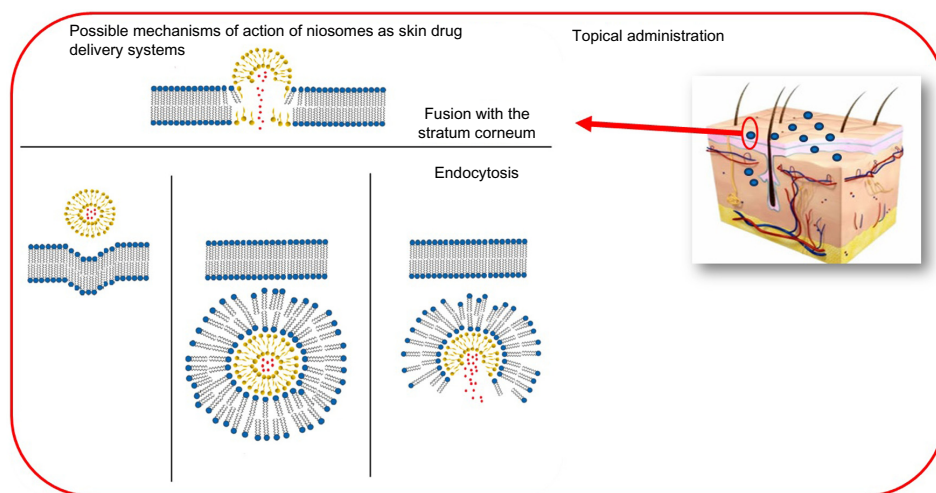 Possible mechanisms of action of niosomes as skin drug
delivery systems
Topical administration
Fusion with the
stratum corneum
Endocytosis